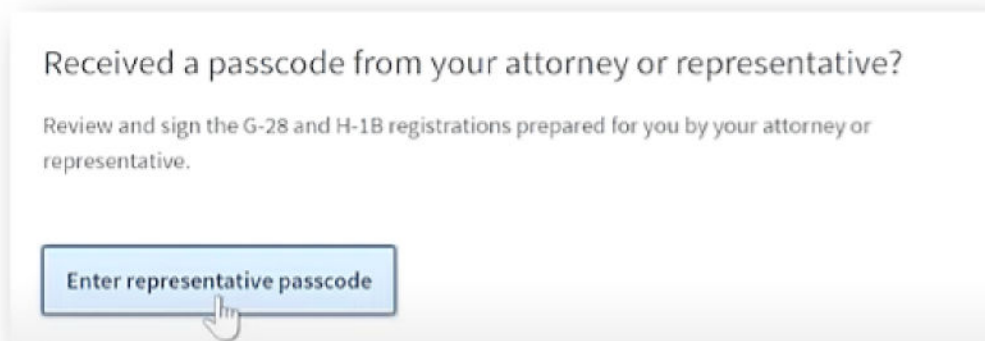 Received a passcode from your attorney or representative?
Review and sign the G-28 and H-1B registrations prepared for you by your attorney or
representative.
Enter representative passcode